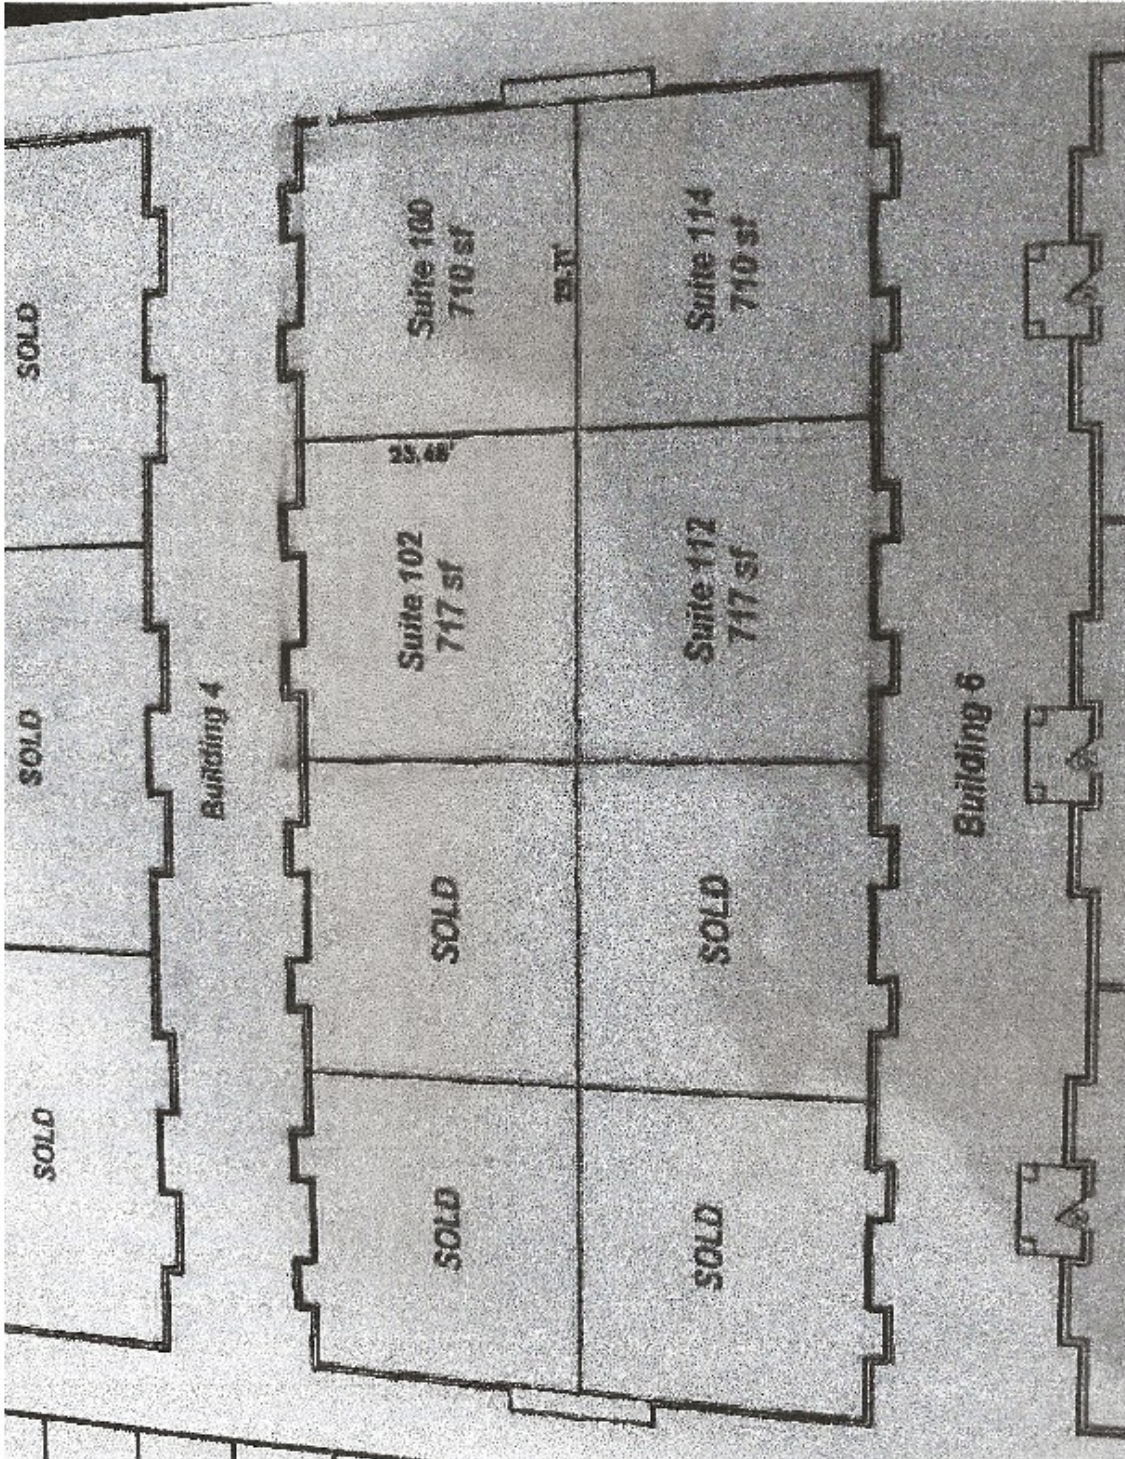 SOLD
SOLD
SOLD
Building 4
Suite 100
710 sf
Suite 102
717 sf
SOLD
SOLD
23.48'
Suite 114
710 sf
Suite 112
717 sf
SOLD
SOLD
Building 6